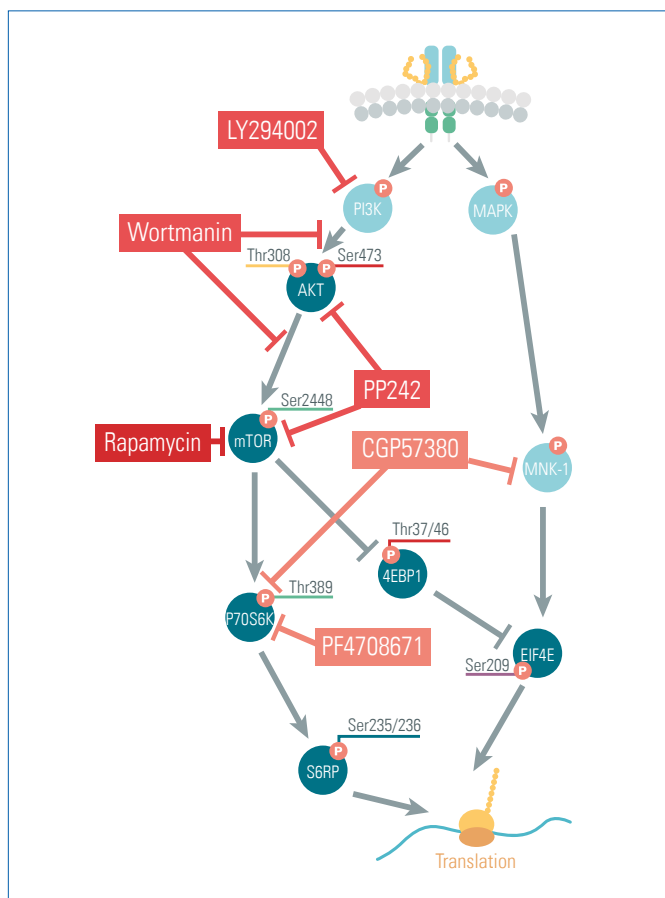 LY294002
P
P
PI3K
MAPK
Wortmanin
Thr308
Ser473
P
P
AKT
PP242
Ser2448
P
Rapamycin
mTOR
CGP57380
P
MNK-1
Thr37/46
P
4EBP1
Thr389
P
P70S6K
PF4708671
EIF4E
Ser209
P
Ser235/236
P
S6RP
Translation